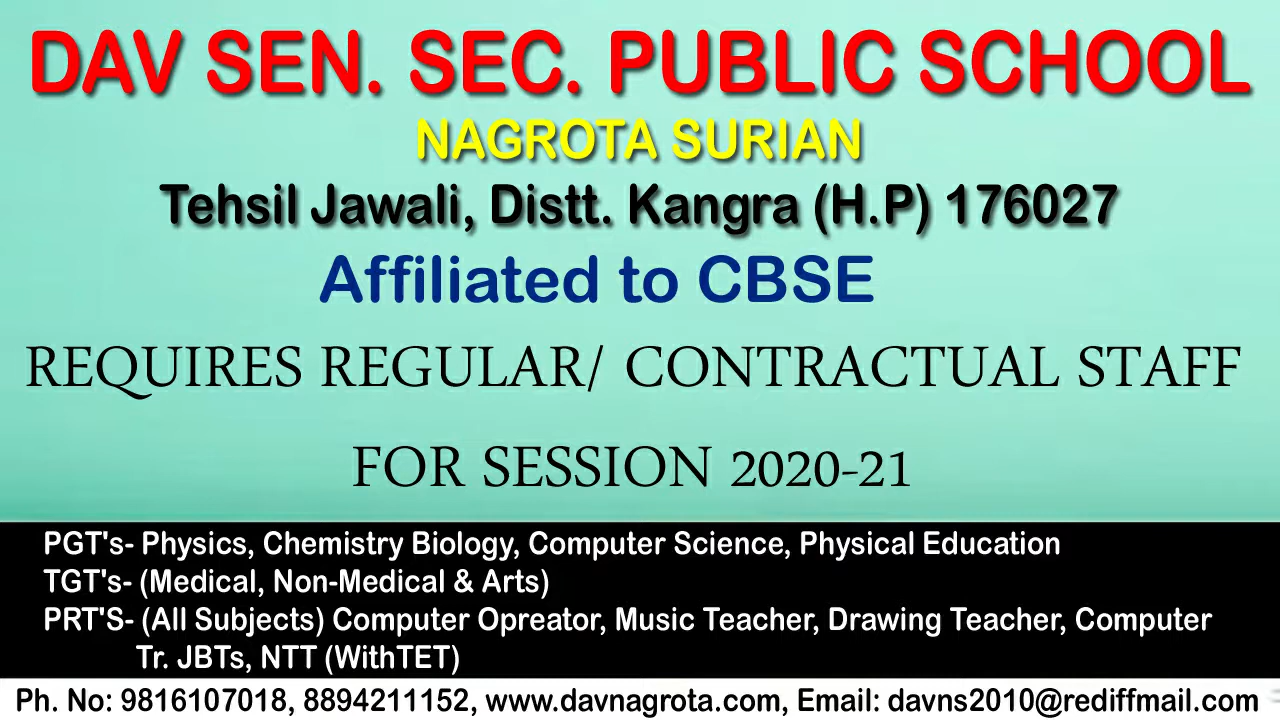 DAV SEN. SEC. PUBLIC SCHOOL
NAGROTA SURIAN
Tehsil Jawali, Distt. Kangra (H.P) 176027
Affiliated to CBSE
REQUIRES REGULAR/ CONTRACTUAL STAFF
FOR SESSION 2020-21
PGT's- Physics, Chemistry Biology, Computer Science, Physical Education
TGT's- (Medical, Non-Medical & Arts)
PRT'S- (All Subjects) Computer Opreator, Music Teacher, Drawing Teacher, Computer
Tr. JBTs, NTT (WithTET)
Ph. No: 9816107018, 8894211152, www.davnagrota.com, Email: davns2010@rediffmail.com